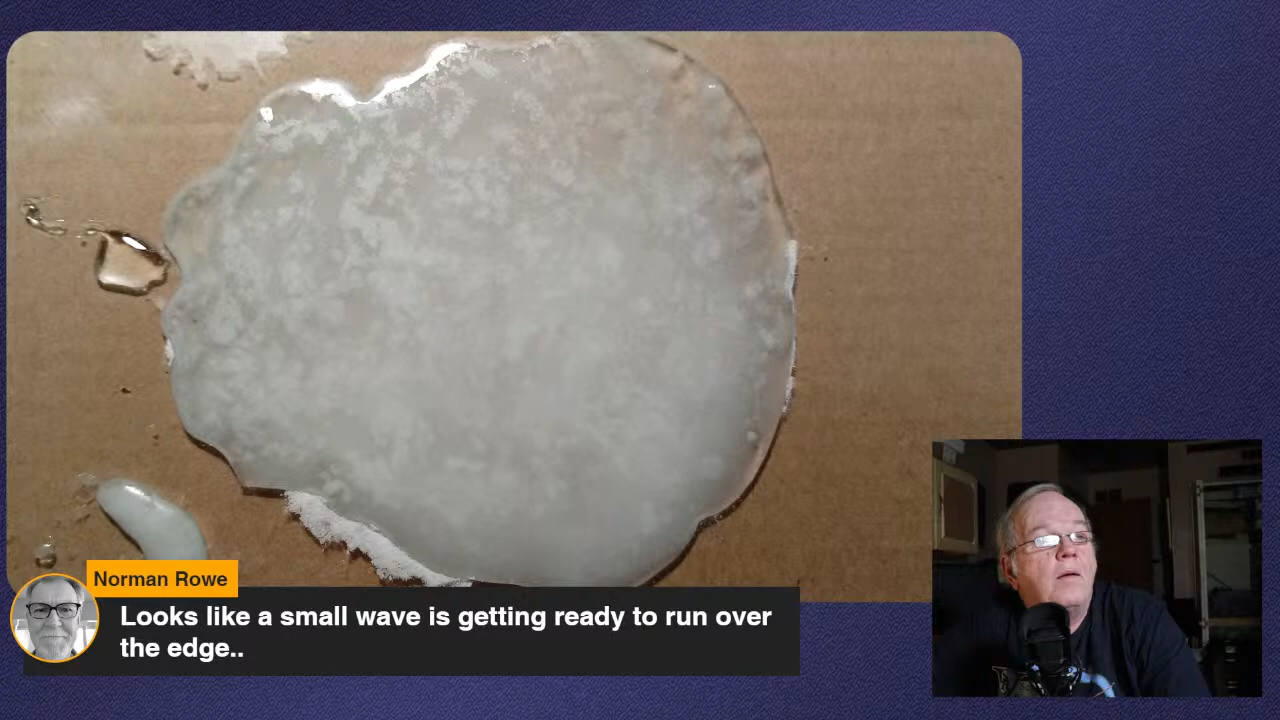 Norman Rowe
Looks like a small wave is getting ready to run over
the edge..